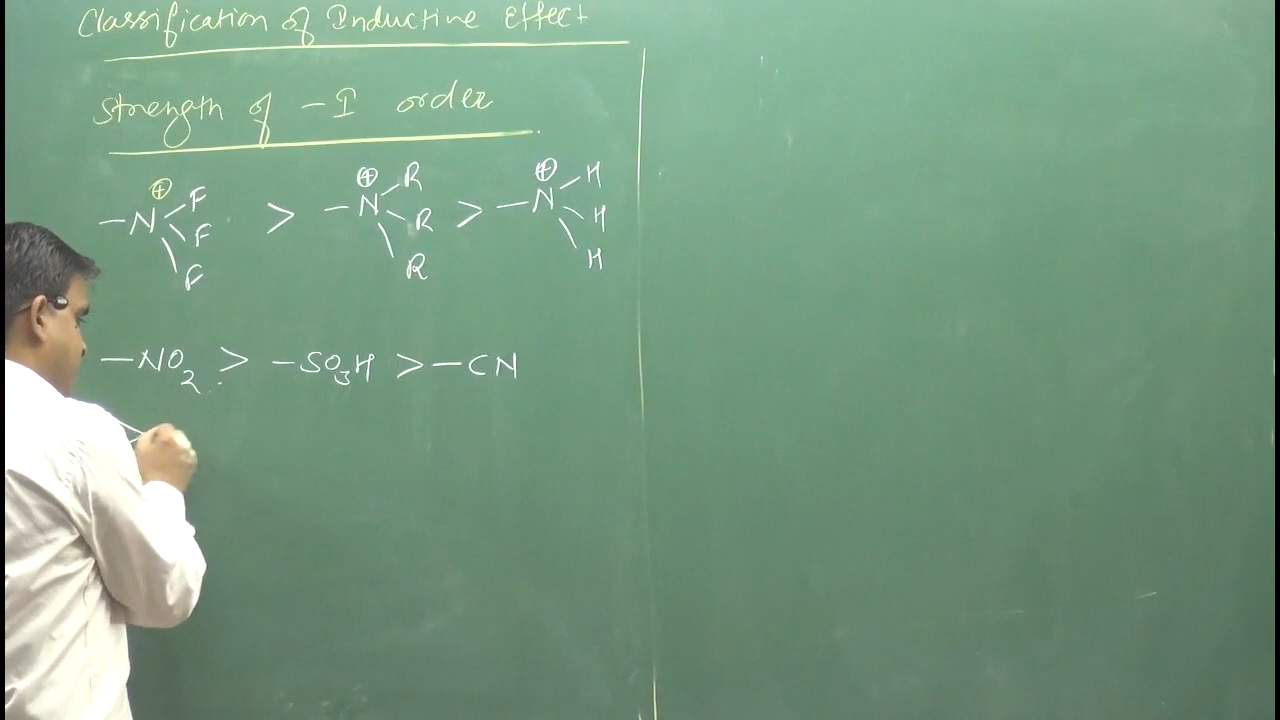 Classification of Inductive Effect
Strength of -I order
-N⊕ F F F > -N⊕ R R R > -N⊕ H H H
-NO2 > -SO3H > -CN